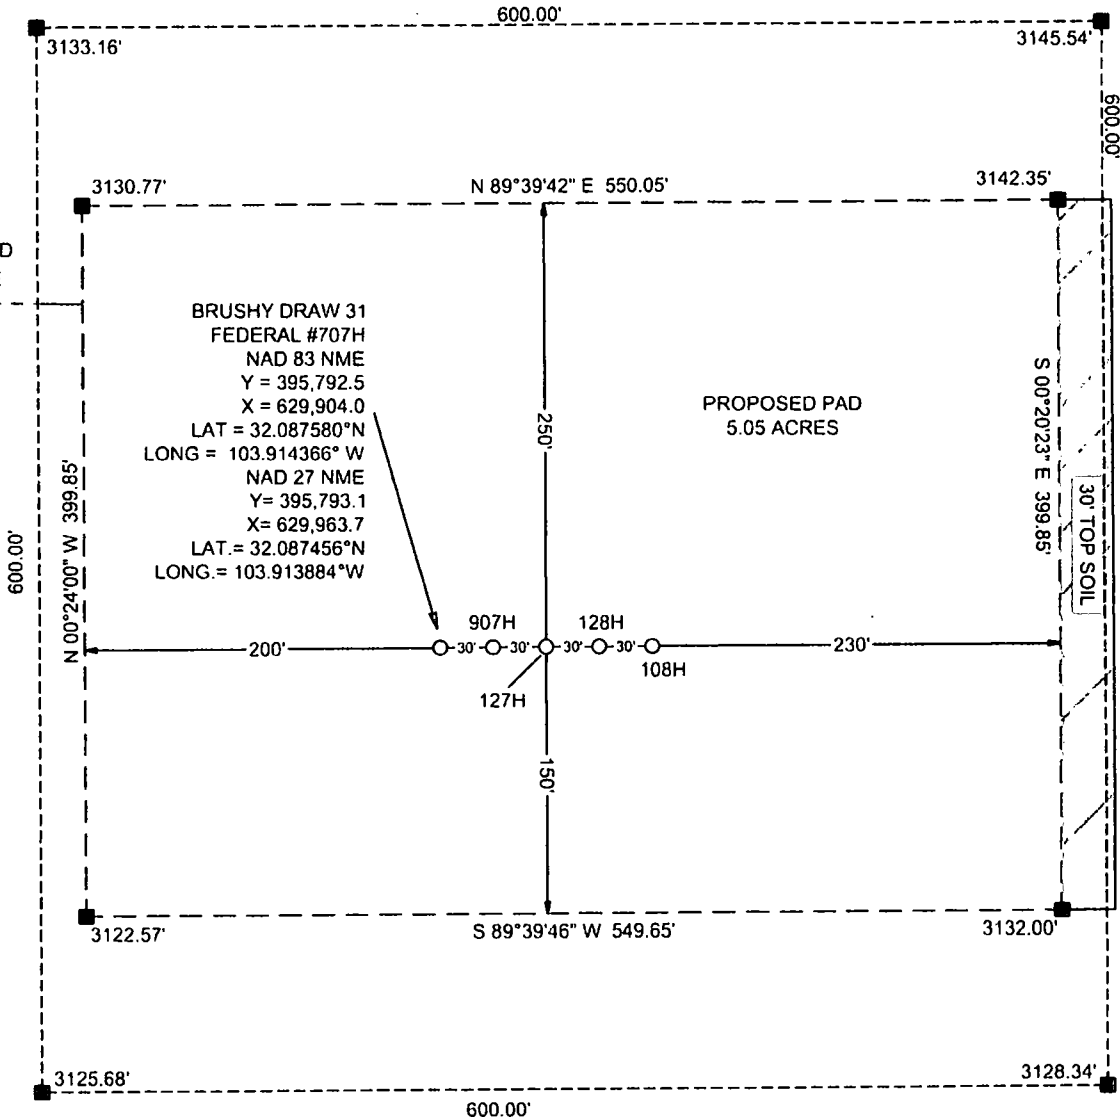 600.00'
3133.16'
3145.54'
600.00'
3130.77'
N 89°39'42" E 550.05'
3142.35'
D
BRUSHY DRAW 31
FEDERAL #707H
NAD 83 NME
Y = 395,792.5
X = 629,904.0
LAT = 32.087580°N
LONG = 103.914366° W
NAD 27 NME
Y= 395,793.1
X= 629,963.7
LAT.= 32.087456°N
LONG.= 103.913884°W
PROPOSED PAD
5.05 ACRES
250'
S 00°20'23" E 399.85'
30' TOP SOIL
N 00°24'00" W 399.85'
600.00'
907H
128H
200'
30'
30'
30'
30'
230'
127H
108H
150'
3122.57'
S 89°39'46" W 549.65'
3132.00'
3125.68'
3128.34'
600.00'